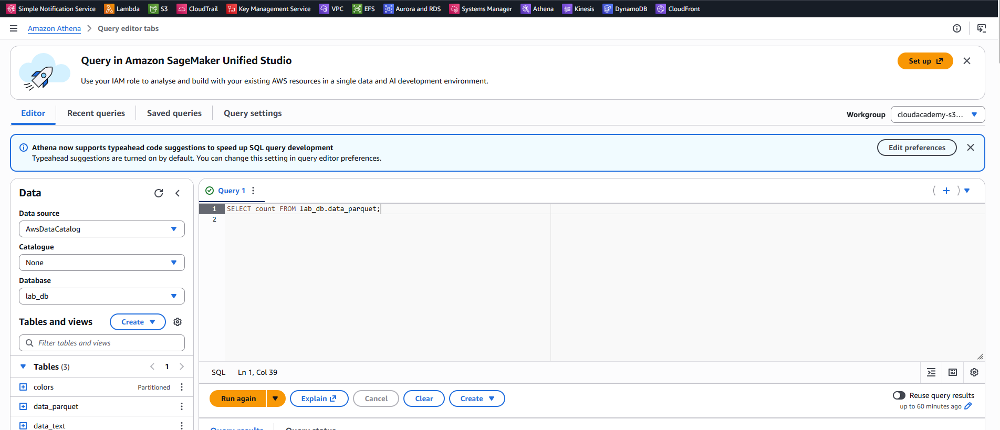 Simple Notification Service Lambda S3 CloudTrail Key Management Service VPC EFS Aurora and RDS Systems Manager Athena Kinesis DynamoDB CloudFront
Amazon Athena > Query editor tabs
Query in Amazon SageMaker Unified Studio
Set up
Use your IAM role to analyse and build with your existing AWS resources in a single data and AI development environment.
Editor Recent queries Saved queries Query settings
Workgroup cloudacademy-s3...
Athena now supports typeahead code suggestions to speed up SQL query development
Typeahead suggestions are turned on by default. You can change this setting in query editor preferences.
Edit preferences
Data
Data source
AwsDataCatalog
Catalogue
None
Database
lab_db
Tables and views Create
Filter tables and views
Tables (3) < 1 >
colors Partitioned
data_parquet
data_text
Query 1
1 SELECT count FROM lab_db.data_parquet;
2
SQL Ln 1, Col 39
Run again Explain Cancel Clear Create
Reuse query results
up to 60 minutes ago
Query results Query status